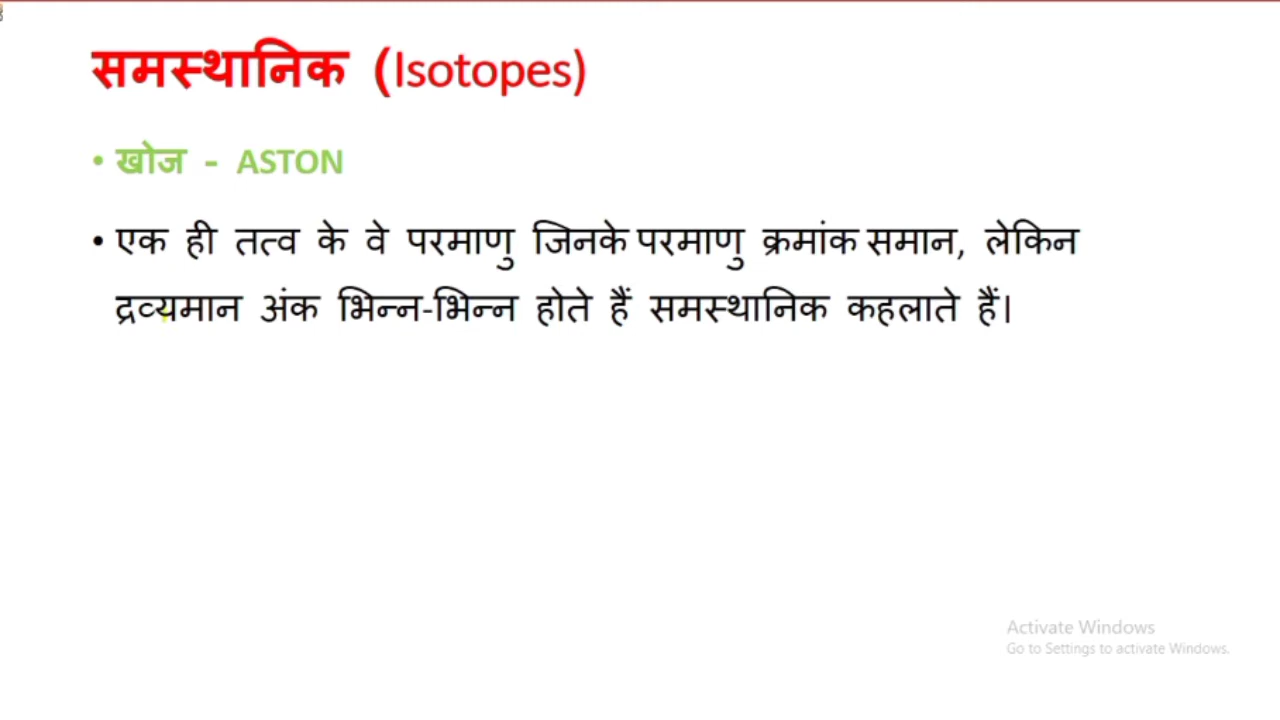 समस्थानिक (Isotopes)
• खोज - ASTON
• एक ही तत्व के वे परमाणु जिनके परमाणु क्रमांक समान, लेकिन
द्रव्यमान अंक भिन्न-भिन्न होते हैं समस्थानिक कहलाते हैं।
Activate Windows
Go to Settings to activate Windows.